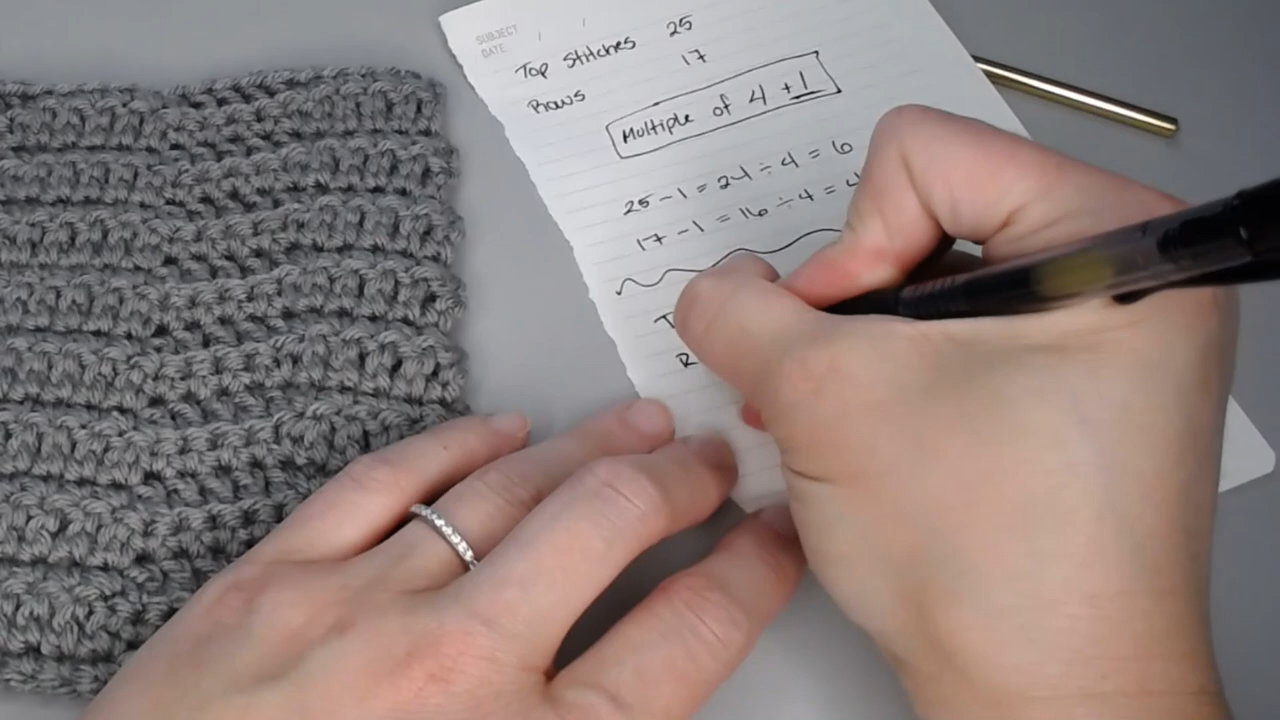 SUBJECT
DATE / /
Top Stitches 25
Rows 17
Multiple of 4 +1
25 - 1 = 24 ÷ 4 = 6
17 - 1 = 16 ÷ 4 = 4